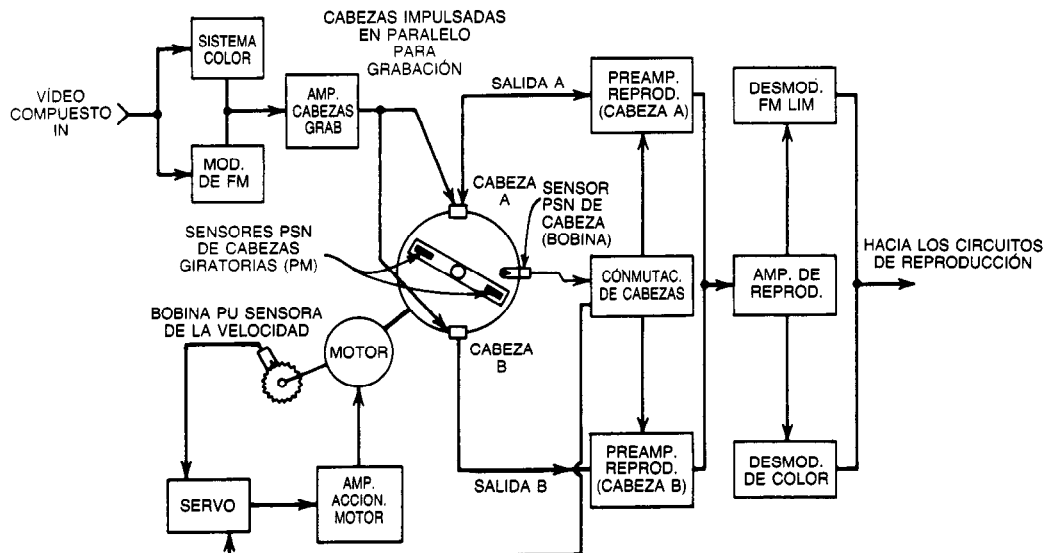 CABEZAS IMPULSADAS
EN PARALELO
PARA
GRABACIÓN
SISTEMA
COLOR
VÍDEO
COMPUESTO
IN
AMP.
CABEZAS
GRAB
MOD.
DE FM
SALIDA A
PREAMP.
REPROD.
(CABEZA A)
DESMOD.
FM LIM
CABEZA
A
SENSOR
PSN DE
CABEZA
(BOBINA)
SENSORES PSN
DE CABEZAS
GIRATORIAS (PM)
CONMUTAC.
DE CABEZAS
AMP. DE
REPROD.
HACIA LOS CIRCUITOS
DE REPRODUCCIÓN
BOBINA PU SENSORA
DE LA VELOCIDAD
MOTOR
CABEZA
B
SERVO
AMP.
ACCION.
MOTOR
SALIDA B
PREAMP.
REPROD.
(CABEZA B)
DESMOD.
DE COLOR